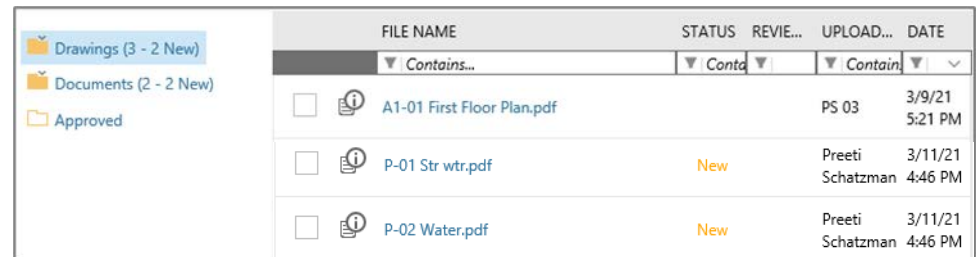 Drawings (3 - 2 New)
Documents (2 - 2 New)
Approved
FILE NAME STATUS REVIE... UPLOAD... DATE
Contains... Conta Contain
A1-01 First Floor Plan.pdf PS 03 3/9/21
5:21 PM
P-01 Str wtr.pdf New Preeti Schatzman 3/11/21
4:46 PM
P-02 Water.pdf New Preeti Schatzman 3/11/21
4:46 PM